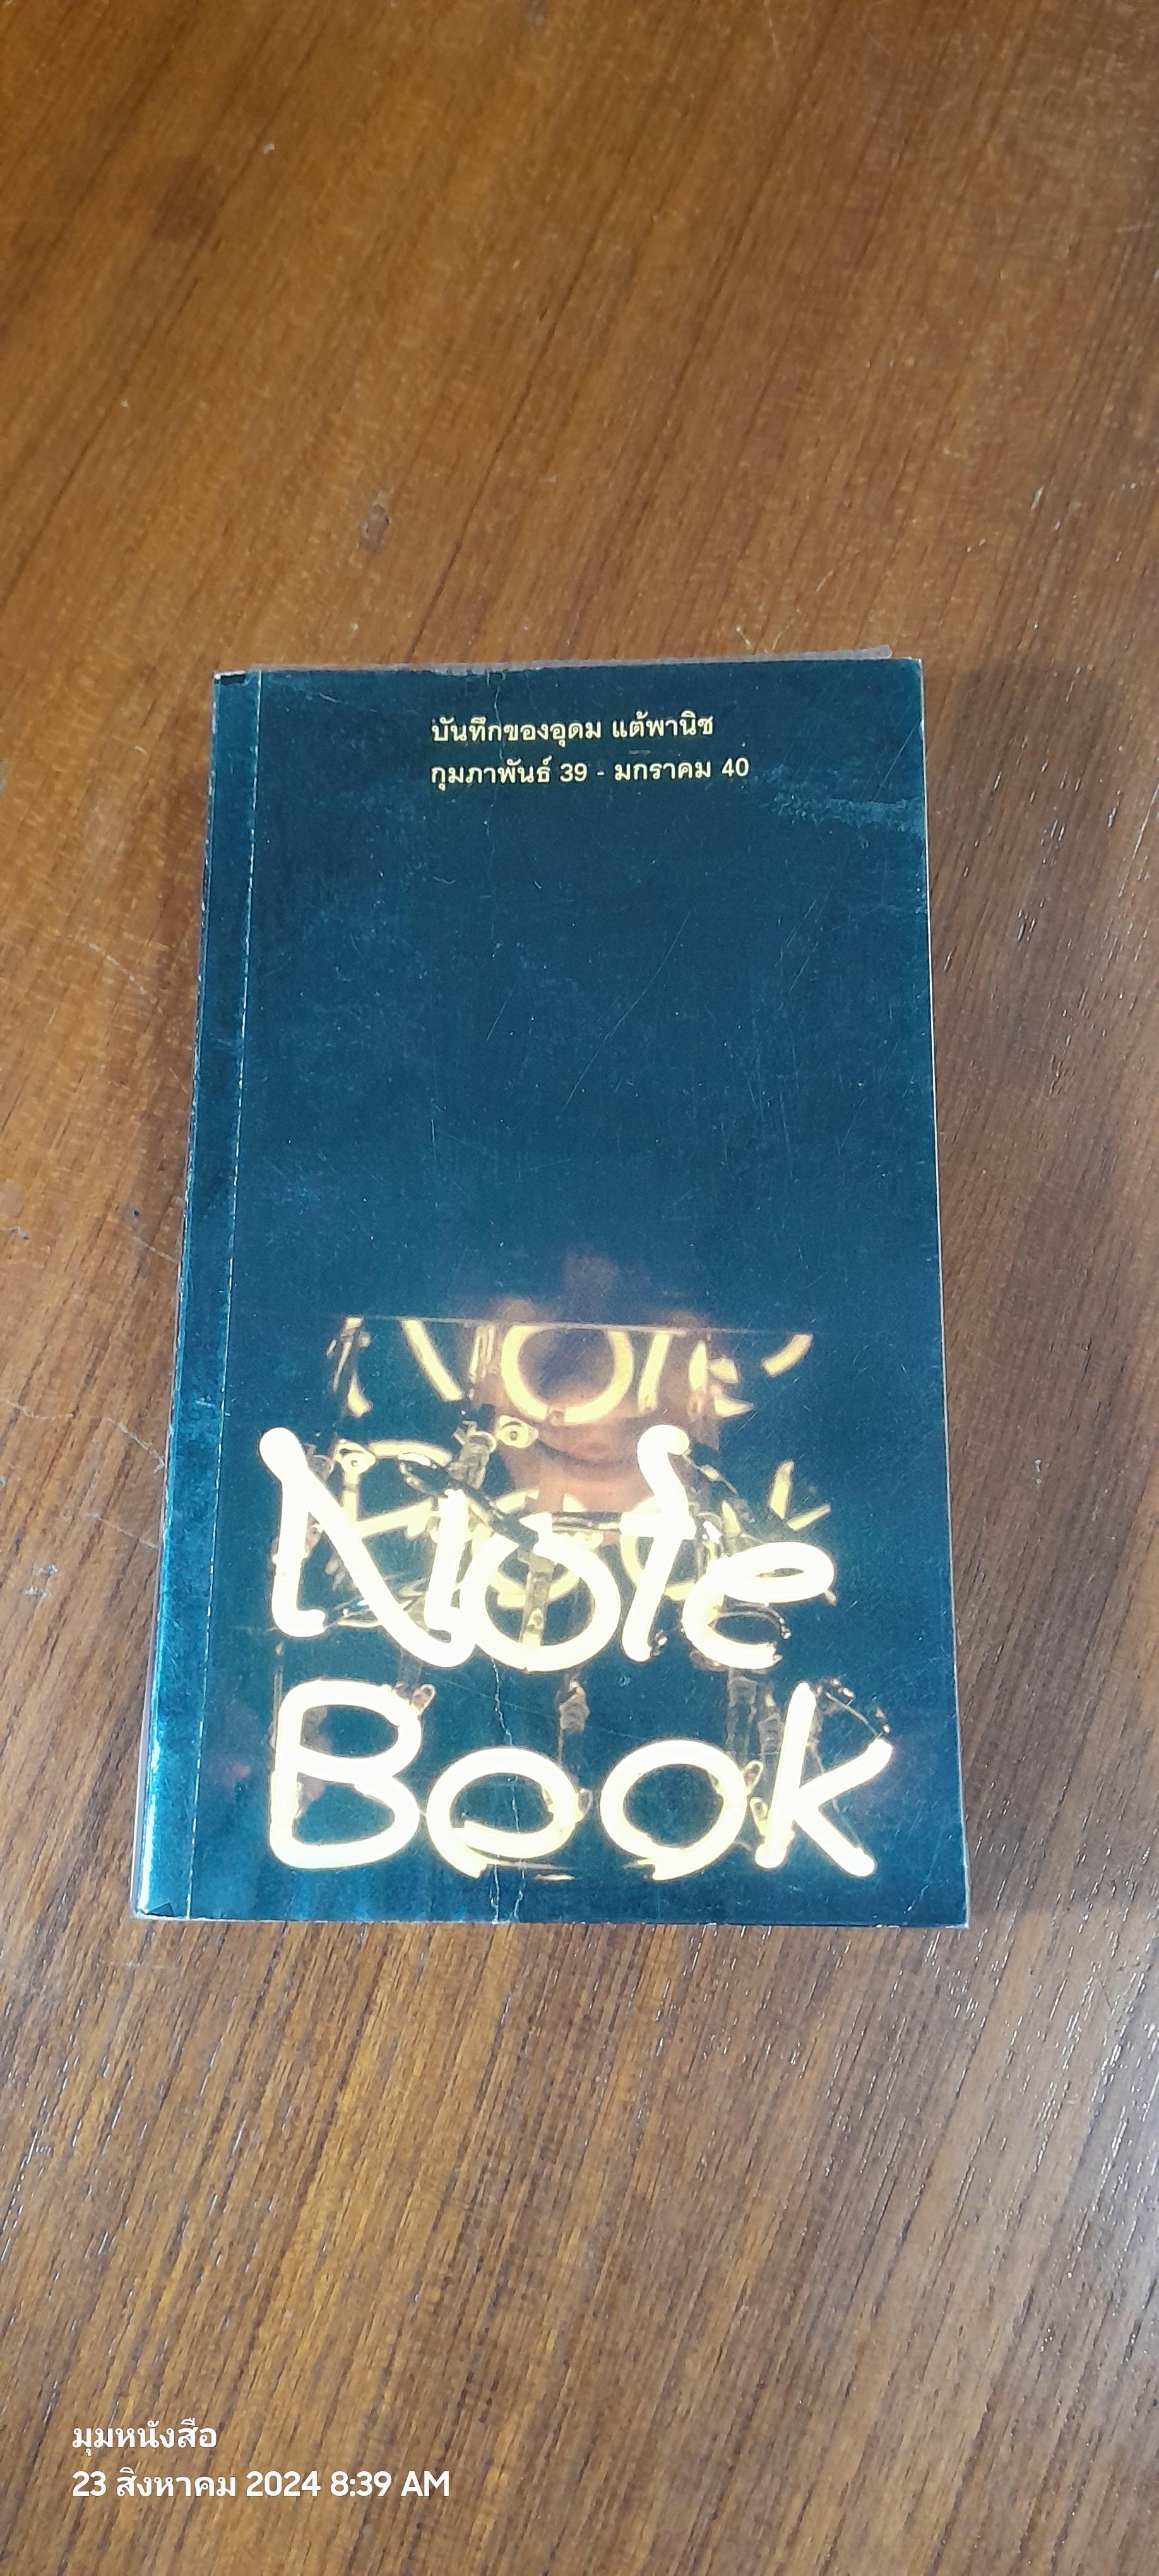 บันทึกของอุดม แต้พานิช
กุมภาพันธ์ 39 - มกราคม 40
Note
Book
มุมหนังสือ
23 สิงหาคม 2024 8:39 AM